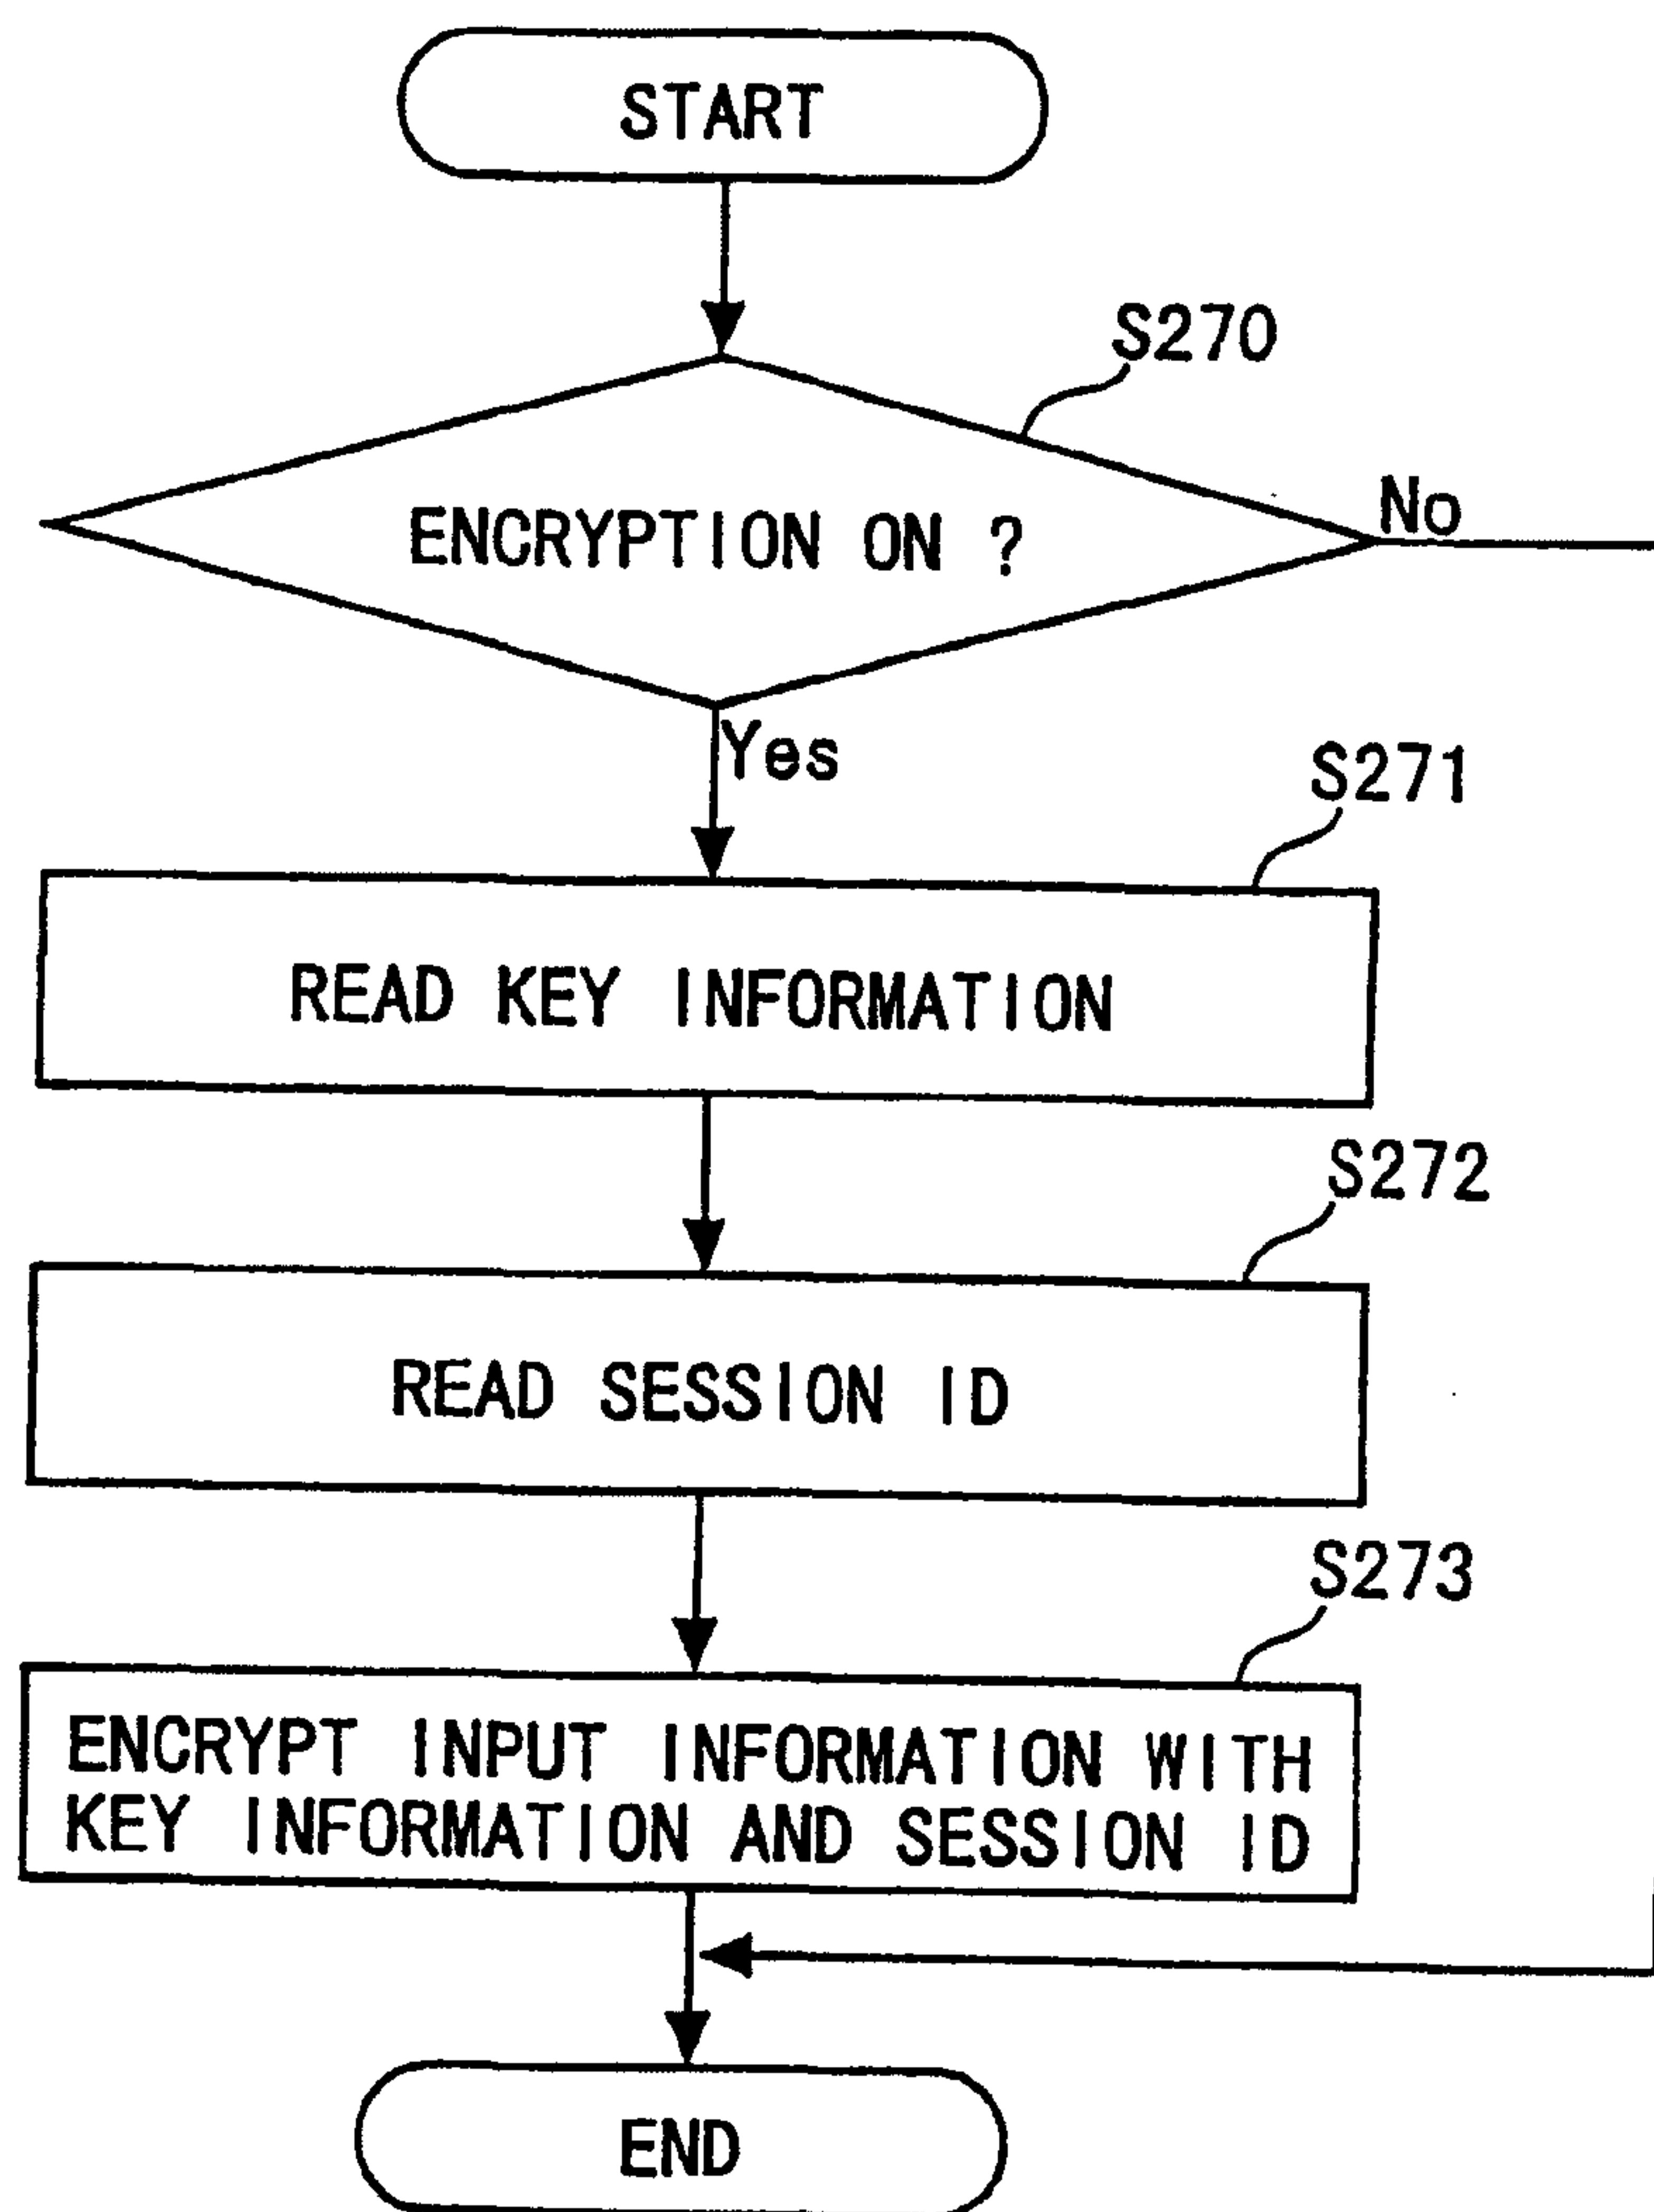 START
S270
ENCRYPTION ON ?
No
Yes
S271
READ KEY INFORMATION
S272
READ SESSION ID
S273
ENCRYPT INPUT INFORMATION WITH
KEY INFORMATION AND SESSION ID
END